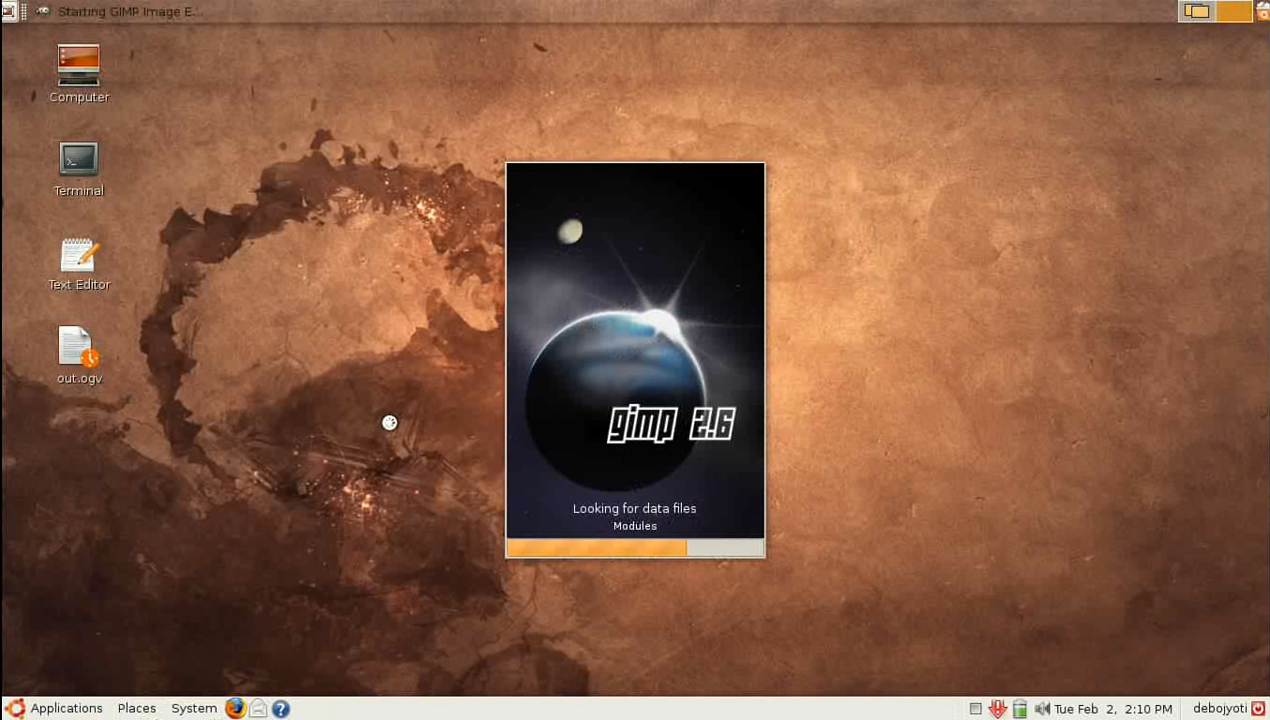 Starting GIMP Image E...
Computer
Terminal
Text Editor
out.ogv
gimp 2.6
Looking for data files
Modules
Applications Places System Tue Feb 2, 2:10 PM debojyoti